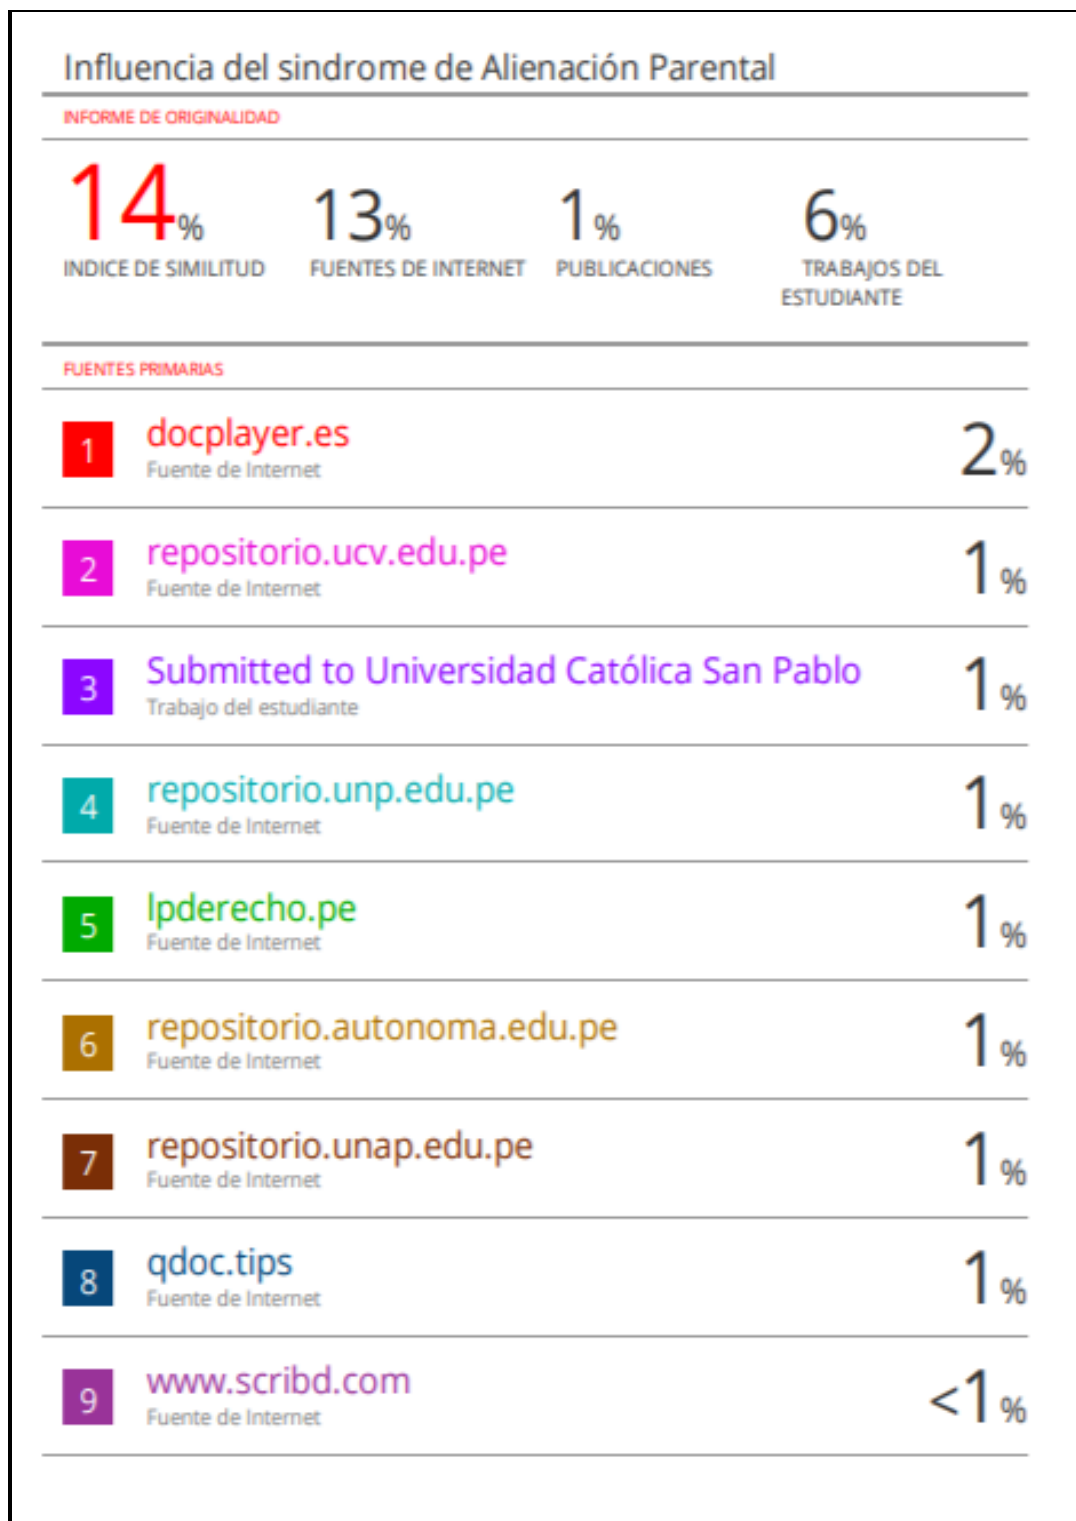 Influencia del sindrome de Alienación Parental
INFORME DE ORIGINALIDAD
14%
13%
1%
6%
INDICE DE SIMILITUD
FUENTES DE INTERNET
PUBLICACIONES
TRABAJOS DEL
ESTUDIANTE
FUENTES PRIMARIAS
1
docplayer.es
Fuente de Internet
2%
2
repositorio.ucv.edu.pe
Fuente de Internet
1%
3
Submitted to Universidad Católica San Pablo
Trabajo del estudiante
1%
4
repositorio.unp.edu.pe
Fuente de Internet
1%
5
lpderecho.pe
Fuente de Internet
1%
6
repositorio.autonoma.edu.pe
Fuente de Internet
1%
7
repositorio.unap.edu.pe
Fuente de Internet
1%
8
qdoc.tips
Fuente de Internet
1%
9
www.scribd.com
Fuente de Internet
<1%